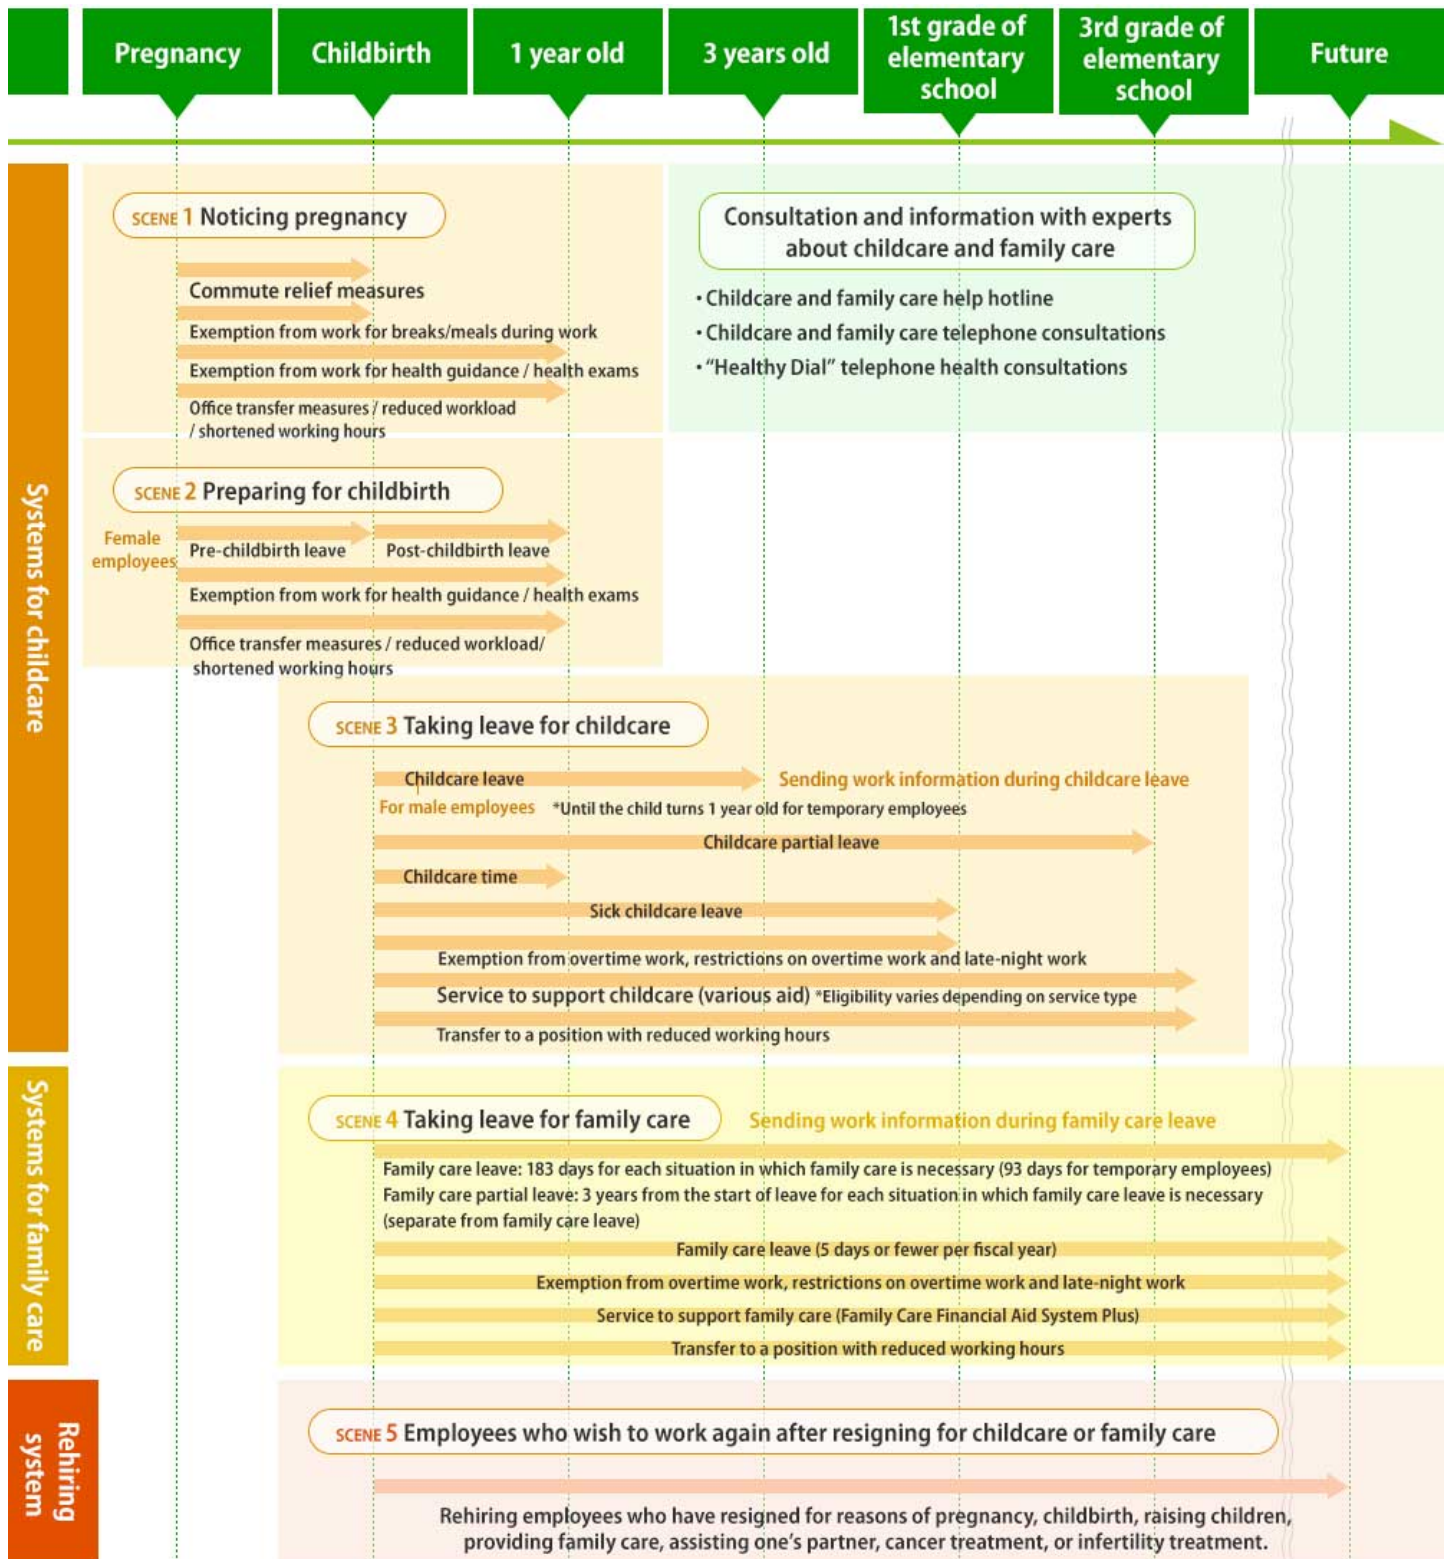 Pregnancy
Childbirth
1 year old
3 years old
1st grade of
elementary
school
3rd grade of
elementary
school
Future
Systems for childcare
SCENE 1 Noticing pregnancy
Commute relief measures
Exemption from work for breaks/meals during work
Exemption from work for health guidance / health exams
Office transfer measures / reduced workload
/ shortened working hours
Consultation and information with experts
about childcare and family care
・Childcare and family care help hotline
・Childcare and family care telephone consultations
・“Healthy Dial” telephone health consultations
SCENE 2 Preparing for childbirth
Female
employees
Pre-childbirth leave
Post-childbirth leave
Exemption from work for health guidance / health exams
Office transfer measures / reduced workload/
shortened working hours
SCENE 3 Taking leave for childcare
Childcare leave
Sending work information during childcare leave
For male employees
*Until the child turns 1 year old for temporary employees
Childcare partial leave
Childcare time
Sick childcare leave
Exemption from overtime work, restrictions on overtime work and late-night work
Service to support childcare (various aid) *Eligibility varies depending on service type
Transfer to a position with reduced working hours
Systems for family care
SCENE 4 Taking leave for family care
Sending work information during family care leave
Family care leave: 183 days for each situation in which family care is necessary (93 days for temporary employees)
Family care partial leave: 3 years from the start of leave for each situation in which family care leave is necessary
(separate from family care leave)
Family care leave (5 days or fewer per fiscal year)
Exemption from overtime work, restrictions on overtime work and late-night work
Service to support family care (Family Care Financial Aid System Plus)
Transfer to a position with reduced working hours
Rehiring
system
SCENE 5 Employees who wish to work again after resigning for childcare or family care
Rehiring employees who have resigned for reasons of pregnancy, childbirth, raising children,
providing family care, assisting one’s partner, cancer treatment, or infertility treatment.